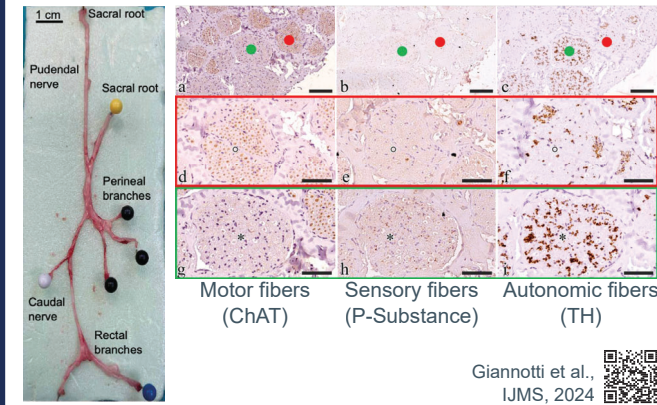 1 cm
Sacral root
Pudendal
nerve
Sacral root
Perineal
branches
Caudal
nerve
Rectal
branches
a
b
c
d
e
f
g
h
i
Motor fibers
(ChAT)
Sensory fibers
(P-Substance)
Autonomic fibers
(TH)
Giannotti et al.,
IJMS, 2024